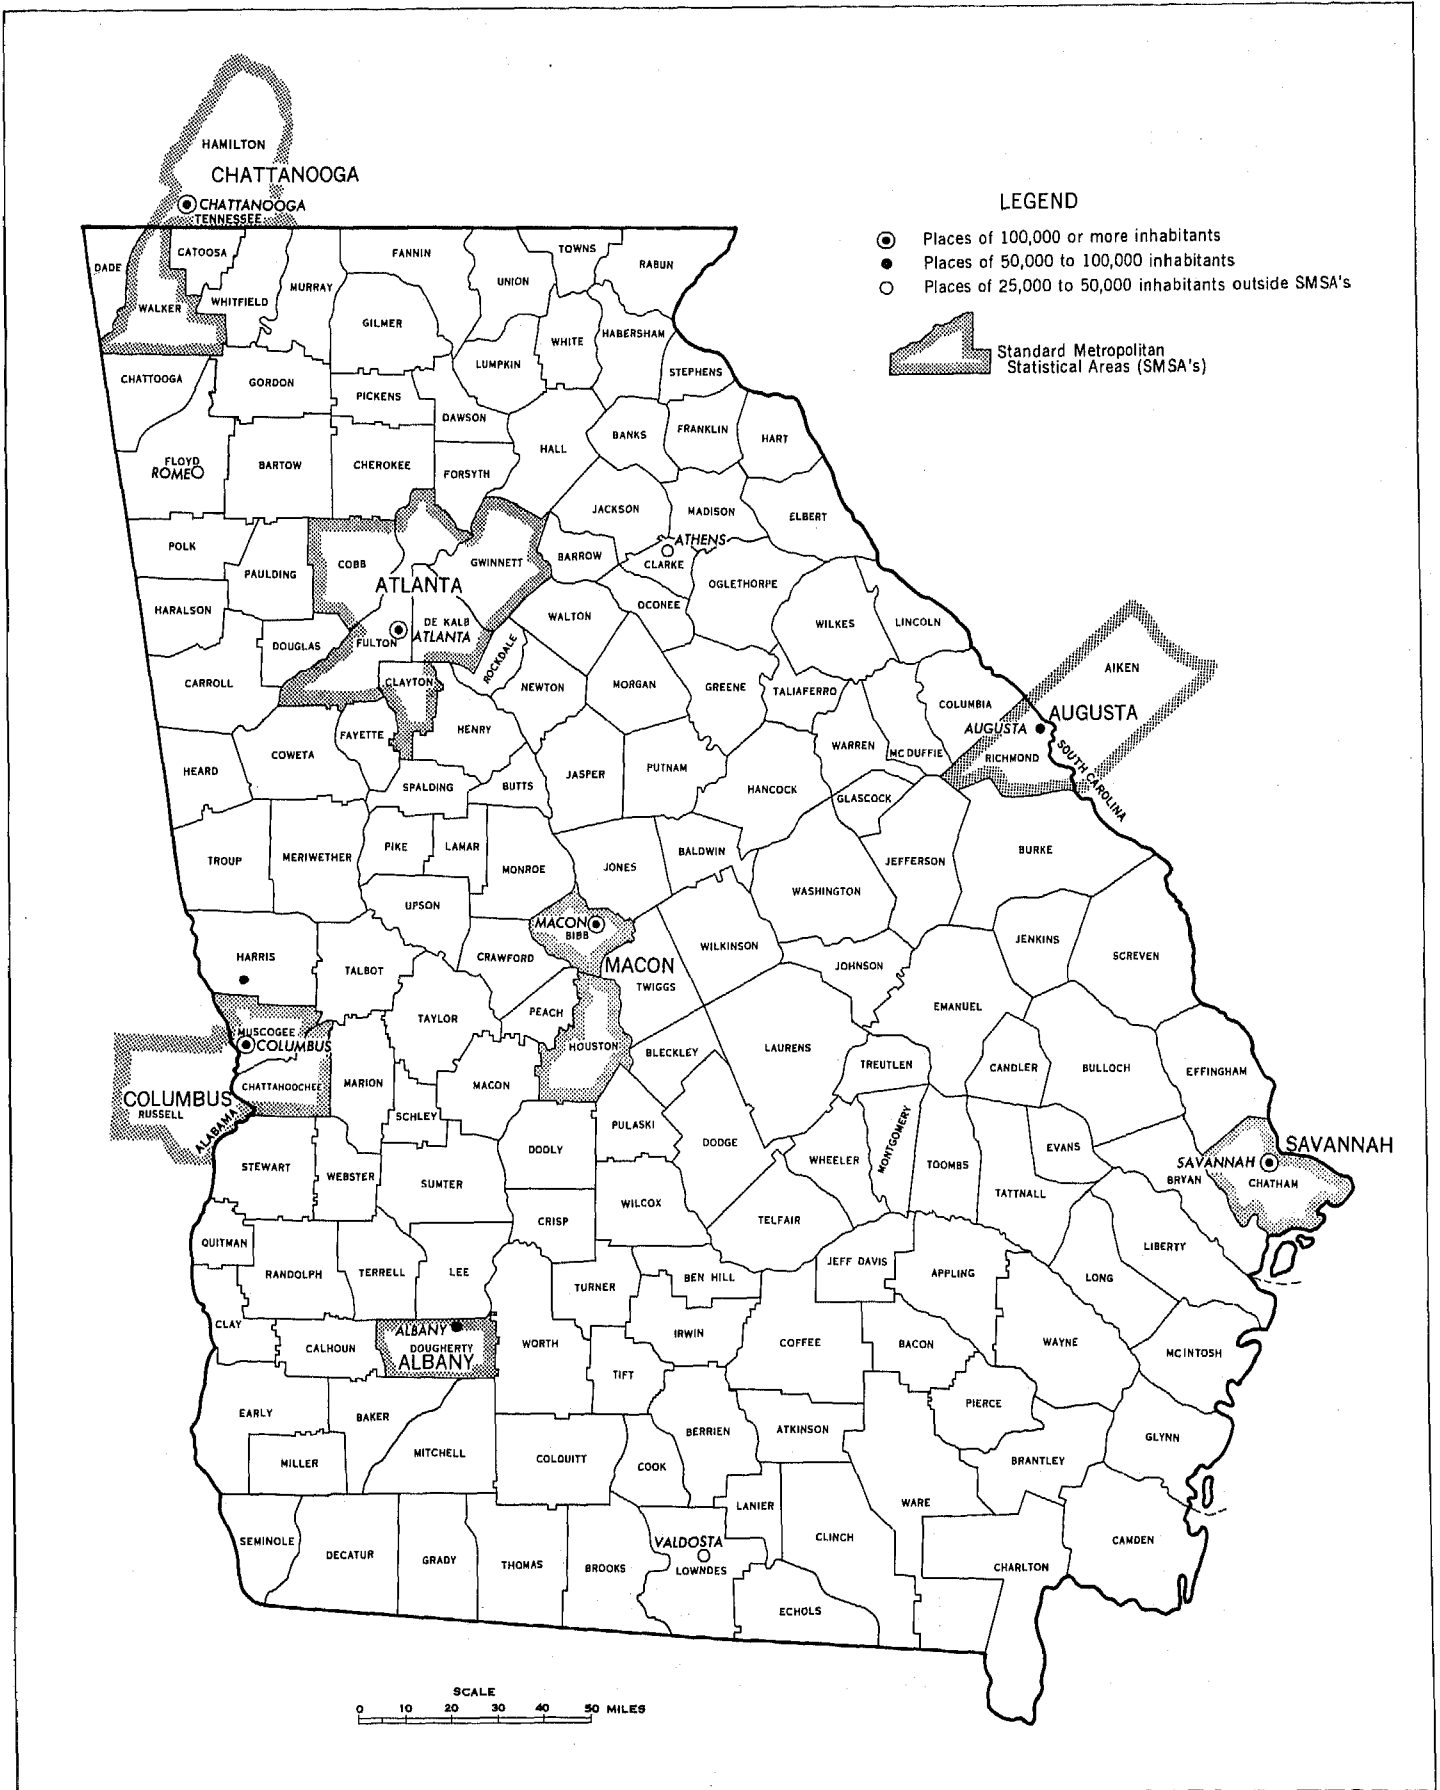 HAMILTON
CHATTANOOGA
CHATTANOOGA
TENNESSEE
LEGEND
Places of 100,000 or more inhabitants
Places of 50,000 to 100,000 inhabitants
Places of 25,000 to 50,000 inhabitants outside SMSA's
Standard Metropolitan
Statistical Areas (SMSA's)
DADE
CATOOSA
FANNIN
TOWNS
RABUN
UNION
MURRAY
WHITFIELD
WALKER
GILMER
WHITE
HABERSHAM
LUMPKIN
STEPHENS
CHATTOOGA
GORDON
PICKENS
DAWSON
BANKS
FRANKLIN
HART
HALL
FLOYD
ROME
BARTOW
CHEROKEE
FORSYTH
JACKSON
MADISON
ELBERT
POLK
PAULDING
COBB
GWINNETT
BARROW
ATHENS
CLARKE
ATLANTA
OGLETHORPE
HARALSON
OCONEE
WALTON
WILKES
LINCOLN
DOUGLAS
FULTON
DE KALB
ATLANTA
ROCKDALE
AIKEN
CARROLL
CLAYTON
NEWTON
MORGAN
GREENE
TALIAFERRO
COLUMBIA
AUGUSTA
AUGUSTA
HENRY
FAYETTE
COWETA
WARREN
MC DUFFIE
RICHMOND
SOUTH CAROLINA
HEARD
SPALDING
BUTTS
JASPER
PUTNAM
HANCOCK
GLASCOCK
TROUP
MERIWETHER
PIKE
LAMAR
MONROE
JONES
BALDWIN
JEFFERSON
BURKE
WASHINGTON
UPSON
MACON
BIBB
WILKINSON
JENKINS
SCREVEN
HARRIS
TALBOT
CRAWFORD
MACON
TWIGGS
JOHNSON
EMANUEL
PEACH
TAYLOR
MUSCOGEE
COLUMBUS
HOUSTON
BLECKLEY
LAURENS
TREUTLEN
CANDLER
BULLOCH
EFFINGHAM
CHATTAHOOCHEE
MARION
MACON
COLUMBUS
RUSSELL
ALABAMA
SCHLEY
PULASKI
DODGE
MONTGOMERY
EVANS
SAVANNAH
SAVANNAH
DOOLY
WHEELER
TOOMBS
STEWART
WEBSTER
SUMTER
BRYAN
CHATHAM
TATTNALL
WILCOX
CRISP
TELFAIR
QUITMAN
LIBERTY
RANDOLPH
TERRELL
LEE
TURNER
BEN HILL
JEFF DAVIS
APPLING
LONG
CLAY
ALBANY
DOUGHERTY
ALBANY
CALHOUN
WORTH
IRWIN
COFFEE
BACON
WAYNE
MC INTOSH
TIFT
PIERCE
EARLY
BAKER
BERRIEN
ATKINSON
GLYNN
MILLER
MITCHELL
COLQUITT
COOK
BRANTLEY
LANIER
WARE
SEMINOLE
DECATUR
GRADY
THOMAS
BROOKS
VALDOSTA
LOWNDES
CLINCH
CHARLTON
CAMDEN
ECHOLS
SCALE
0 10 20 30 40 50 MILES